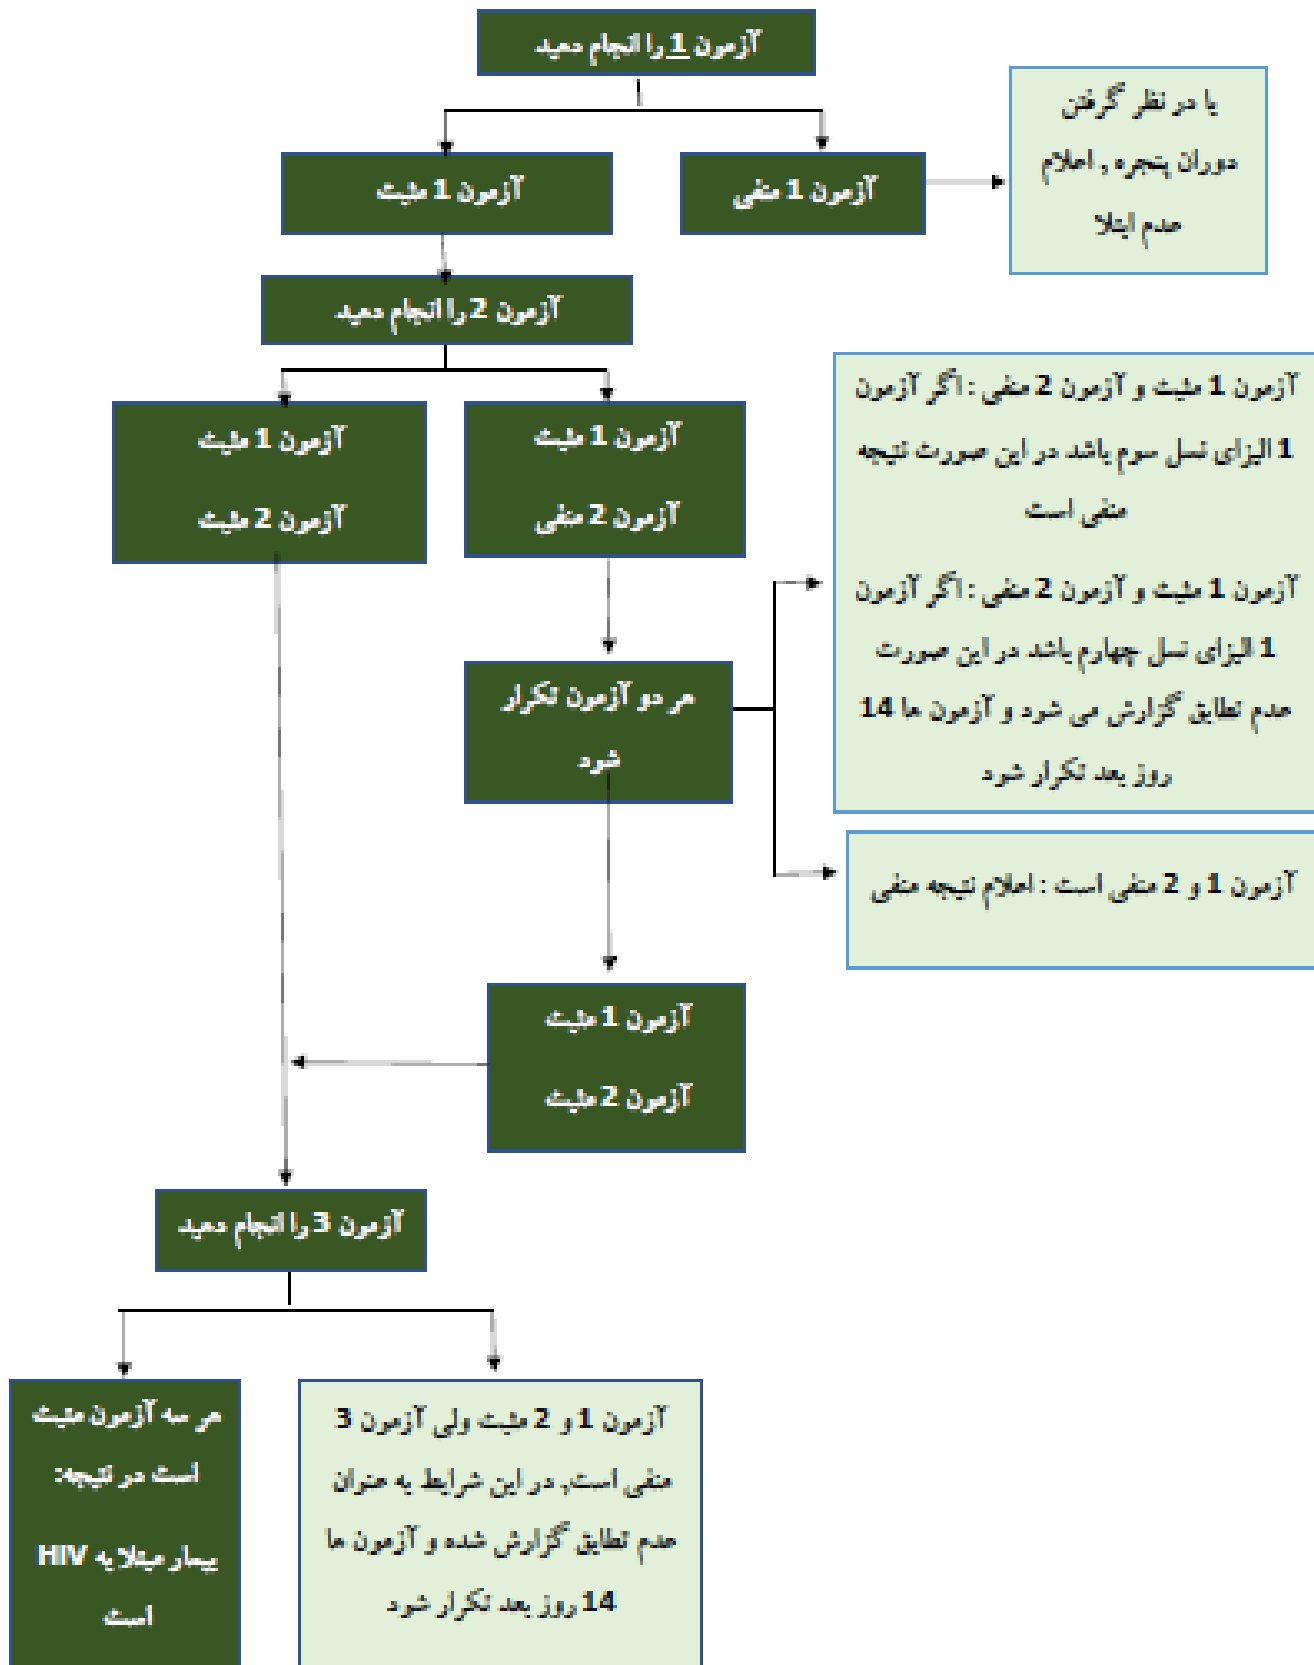 آزمون 1 را انجام دهید
با در نظر گرفتن
دوران پنجره , اعلام
عدم ابتلا
آزمون 1 مثبت
آزمون 1 منفی
آزمون 2 را انجام دهید
آزمون 1 مثبت
آزمون 2 مثبت
آزمون 1 مثبت
آزمون 2 منفی
آزمون 1 مثبت و آزمون 2 منفی : اگر آزمون
1 الیزای نسل سوم باشد در این صورت نتیجه
منفی است
آزمون 1 مثبت و آزمون 2 منفی : اگر آزمون
1 الیزای نسل چهارم باشد در این صورت
عدم تطابق گزارش می شود و آزمون ها 14
روز بعد تکرار شود
هر دو آزمون تکرار
شود
آزمون 1 و 2 منفی است : اعلام نتیجه منفی
آزمون 1 مثبت
آزمون 2 مثبت
آزمون 3 را انجام دهید
هر سه آزمون مثبت
است در نتیجه:
بیمار مبتلا به HIV
است
آزمون 1 و 2 مثبت ولی آزمون 3
منفی است, در این شرایط به عنوان
عدم تطابق گزارش شده و آزمون ها
14 روز بعد تکرار شود